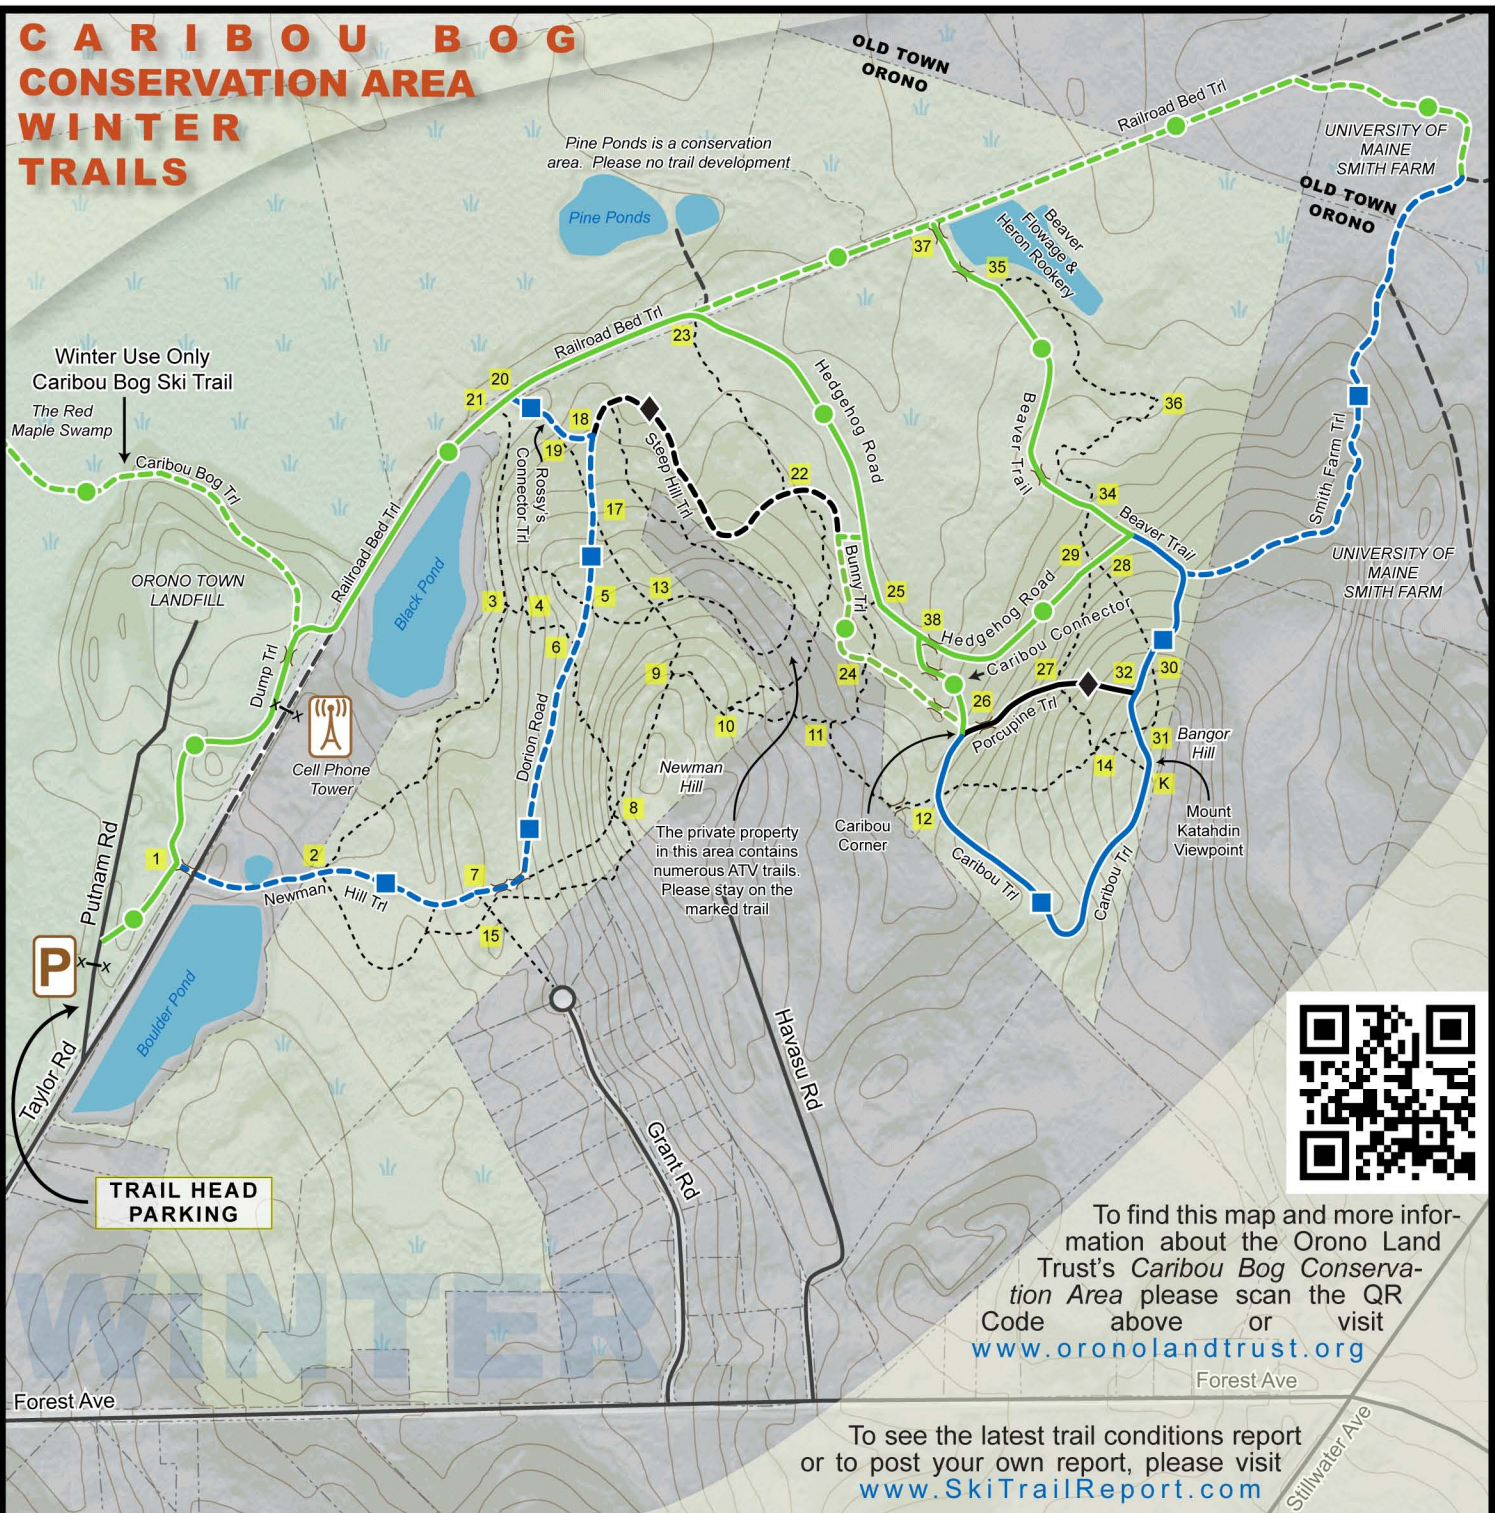 CARIBOU BOG
CONSERVATION AREA
WINTER
TRAILS
OLD TOWN
ORONO
Railroad Bed Trl
UNIVERSITY OF
MAINE
SMITH FARM
OLD TOWN
ORONO
Pine Ponds is a conservation
area. Please no trail development
Pine Ponds
Beaver
Flowage &
Heron Rookery
37
35
Railroad Bed Trl
23
Winter Use Only
Caribou Bog Ski Trail
The Red
Maple Swamp
Caribou Bog Trl
20
21
18
19
Rossy's
Connector Trl
Steep Hill Trl
Hedgehog Road
Beaver Trail
36
Smith Farm Trl
22
17
34
Beaver Trail
ORONO TOWN
LANDFILL
Railroad Bed Trl
Black Pond
3
4
5
13
6
Bunny Trl
25
29
28
UNIVERSITY OF
MAINE
SMITH FARM
38
Hedgehog Road
Caribou Connector
Dump Trl
9
24
27
32
30
26
Porcupine Trl
10
11
31
Bangor
Hill
Cell Phone
Tower
Dorion Road
Newman
Hill
14
K
8
12
Caribou
Corner
Mount
Katahdin
Viewpoint
The private property
in this area contains
numerous ATV trails.
Please stay on the
marked trail
Putnam Rd
1
2
7
Newman Hill Trl
15
Caribou Trl
Caribou Trl
P
X X
X X
Boulder Pond
Taylor Rd
Havasu Rd
Grant Rd
TRAIL HEAD
PARKING
To find this map and more infor-
mation about the Orono Land
Trust's Caribou Bog Conserva-
tion Area please scan the QR
Code above or visit
www.oronolandtrust.org
WINTER
Forest Ave
Forest Ave
Stillwater Ave
To see the latest trail conditions report
or to post your own report, please visit
www.SkiTrailReport.com